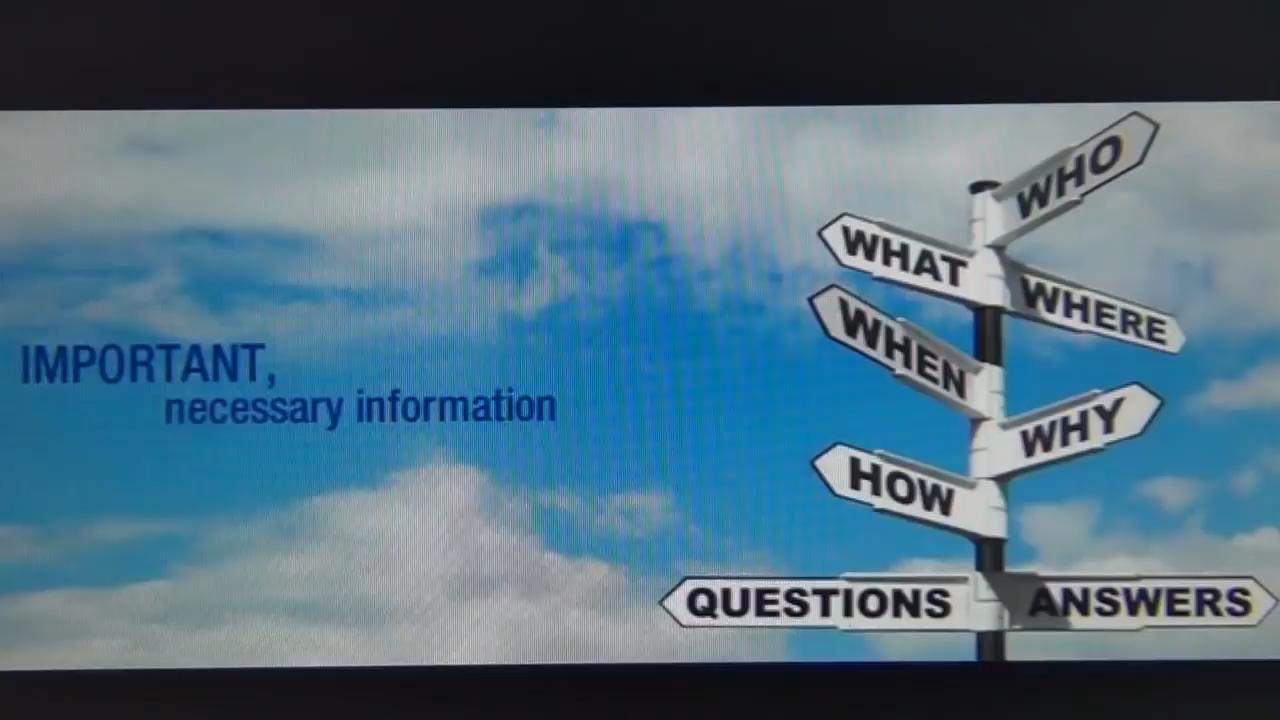 IMPORTANT,
necessary information
WHO
WHAT
WHERE
WHEN
WHY
HOW
QUESTIONS
ANSWERS